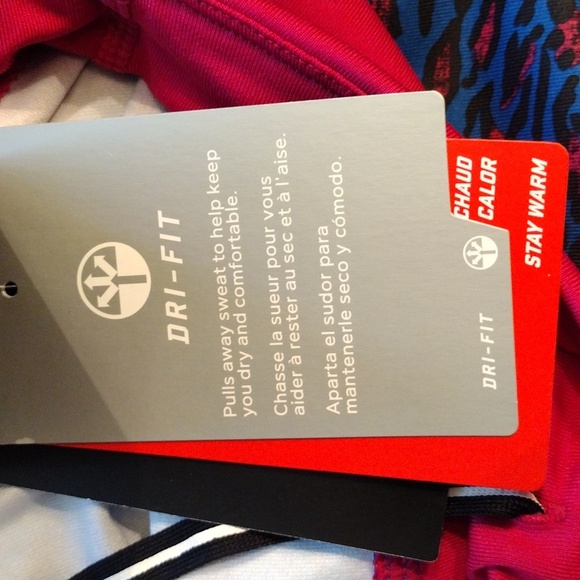 DRI-FIT
Pulls away sweat to help keep
you dry and comfortable.
Chasse la sueur pour vous
aider à rester au sec et à l'aise.
Aparta el sudor para
mantenerle seco y cómodo.
DRI-FIT
CHAUD
CALOR
STAY WARM